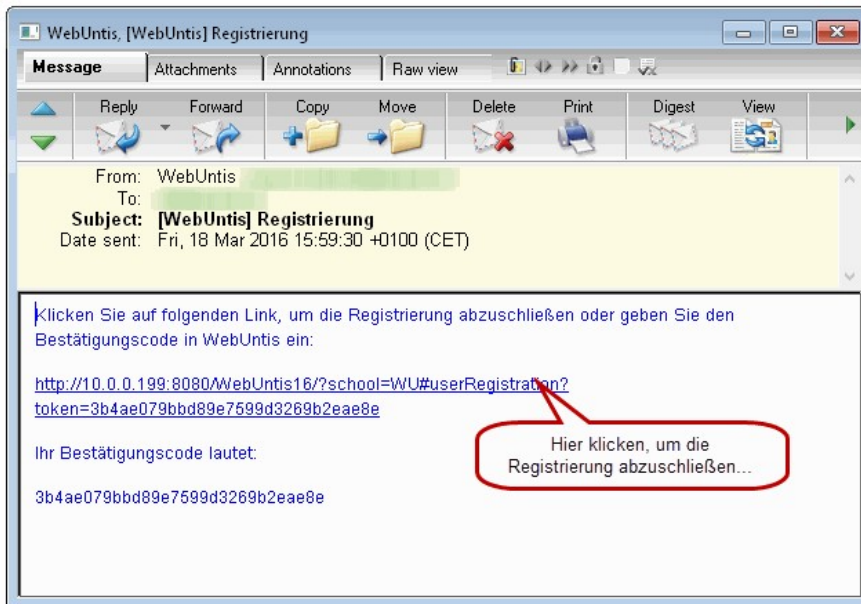 WebUntis, [WebUntis] Registrierung
Message Attachments Annotations Raw view
Reply Forward Copy Move Delete Print Digest View
From: WebUntis
To:
Subject: [WebUntis] Registrierung
Date sent: Fri, 18 Mar 2016 15:59:30 +0100 (CET)
Klicken Sie auf folgenden Link, um die Registrierung abzuschließen oder geben Sie den
Bestätigungscode in WebUntis ein:
http://10.0.0.199:8080/WebUntis16/?school=WU#userRegistration?
token=3b4ae079bbd89e7599d3269b2eae8e
Hier klicken, um die
Registrierung abzuschließen...
Ihr Bestätigungscode lautet:
3b4ae079bbd89e7599d3269b2eae8e